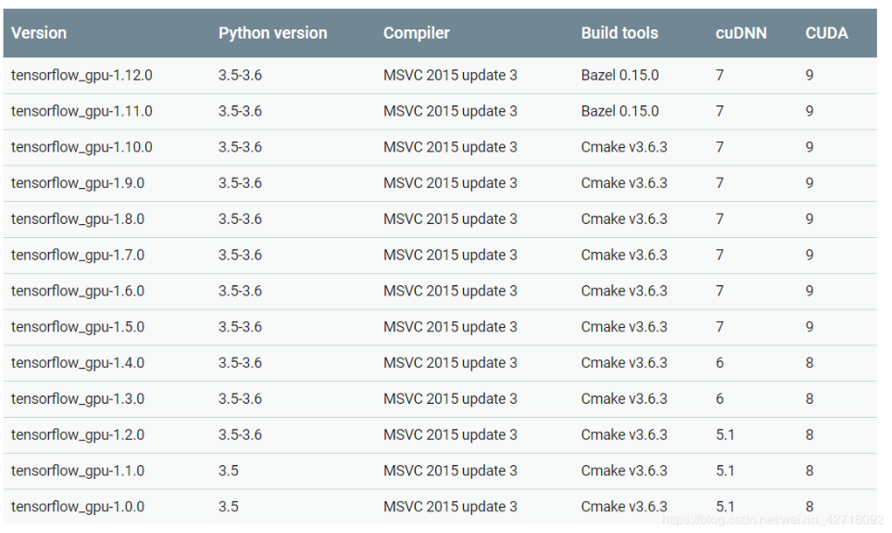 Version Python version Compiler Build tools cuDNN CUDA
tensorflow_gpu-1.12.0 3.5-3.6 MSVC 2015 update 3 Bazel 0.15.0 7 9
tensorflow_gpu-1.11.0 3.5-3.6 MSVC 2015 update 3 Bazel 0.15.0 7 9
tensorflow_gpu-1.10.0 3.5-3.6 MSVC 2015 update 3 Cmake v3.6.3 7 9
tensorflow_gpu-1.9.0 3.5-3.6 MSVC 2015 update 3 Cmake v3.6.3 7 9
tensorflow_gpu-1.8.0 3.5-3.6 MSVC 2015 update 3 Cmake v3.6.3 7 9
tensorflow_gpu-1.7.0 3.5-3.6 MSVC 2015 update 3 Cmake v3.6.3 7 9
tensorflow_gpu-1.6.0 3.5-3.6 MSVC 2015 update 3 Cmake v3.6.3 7 9
tensorflow_gpu-1.5.0 3.5-3.6 MSVC 2015 update 3 Cmake v3.6.3 7 9
tensorflow_gpu-1.4.0 3.5-3.6 MSVC 2015 update 3 Cmake v3.6.3 6 8
tensorflow_gpu-1.3.0 3.5-3.6 MSVC 2015 update 3 Cmake v3.6.3 6 8
tensorflow_gpu-1.2.0 3.5-3.6 MSVC 2015 update 3 Cmake v3.6.3 5.1 8
tensorflow_gpu-1.1.0 3.5 MSVC 2015 update 3 Cmake v3.6.3 5.1 8
tensorflow_gpu-1.0.0 3.5 MSVC 2015 update 3 Cmake v3.6.3 5.1 8
https://blog.csdn.net/weixin_42718092